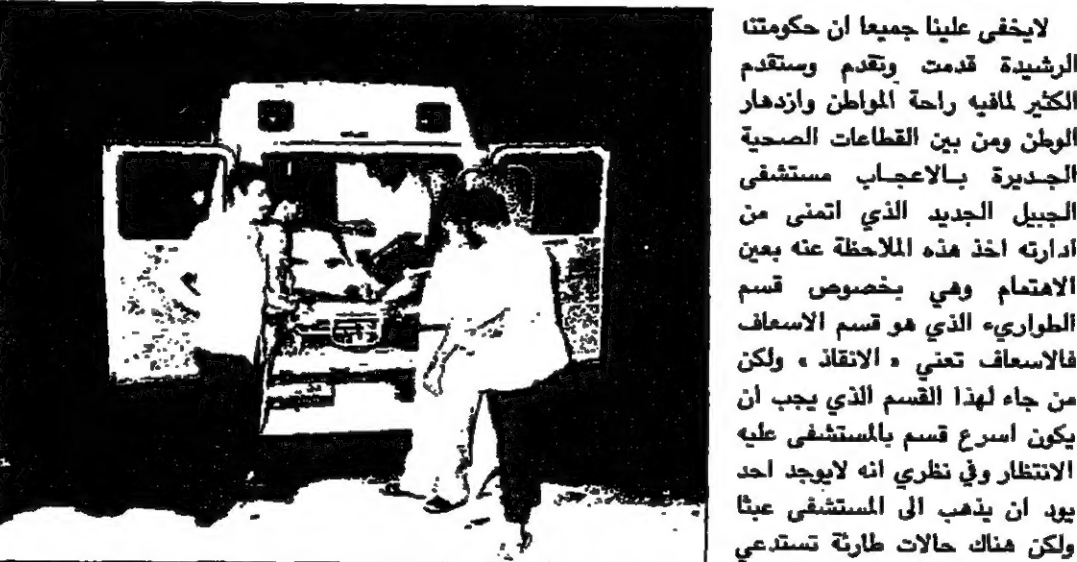 لايخفى علينا جميعا ان حكومتنا
الرشيدة قدمت وتقدم وستقدم
الكثير لمافيه راحة المواطن وازدهار
الوطن ومن بين القطاعات الصحية
الجديرة بالاعجاب مستشفى
الجبيل الجديد الذي اتمنى من
ادارته اخذ هذه الملاحظة عنه بعين
الاهتمام وهي بخصوص قسم
الطواريء الذي هو قسم الاسعاف
فالاسعاف تعني « الانقاذ » ولكن
من جاء لهذا القسم الذي يجب ان
يكون اسرع قسم بالمستشفى عليه
الانتظار وفي نظري انه لايوجد احد
يود ان يذهب الى المستشفى عبثا
ولكن هناك حالات طارئة تستدعي